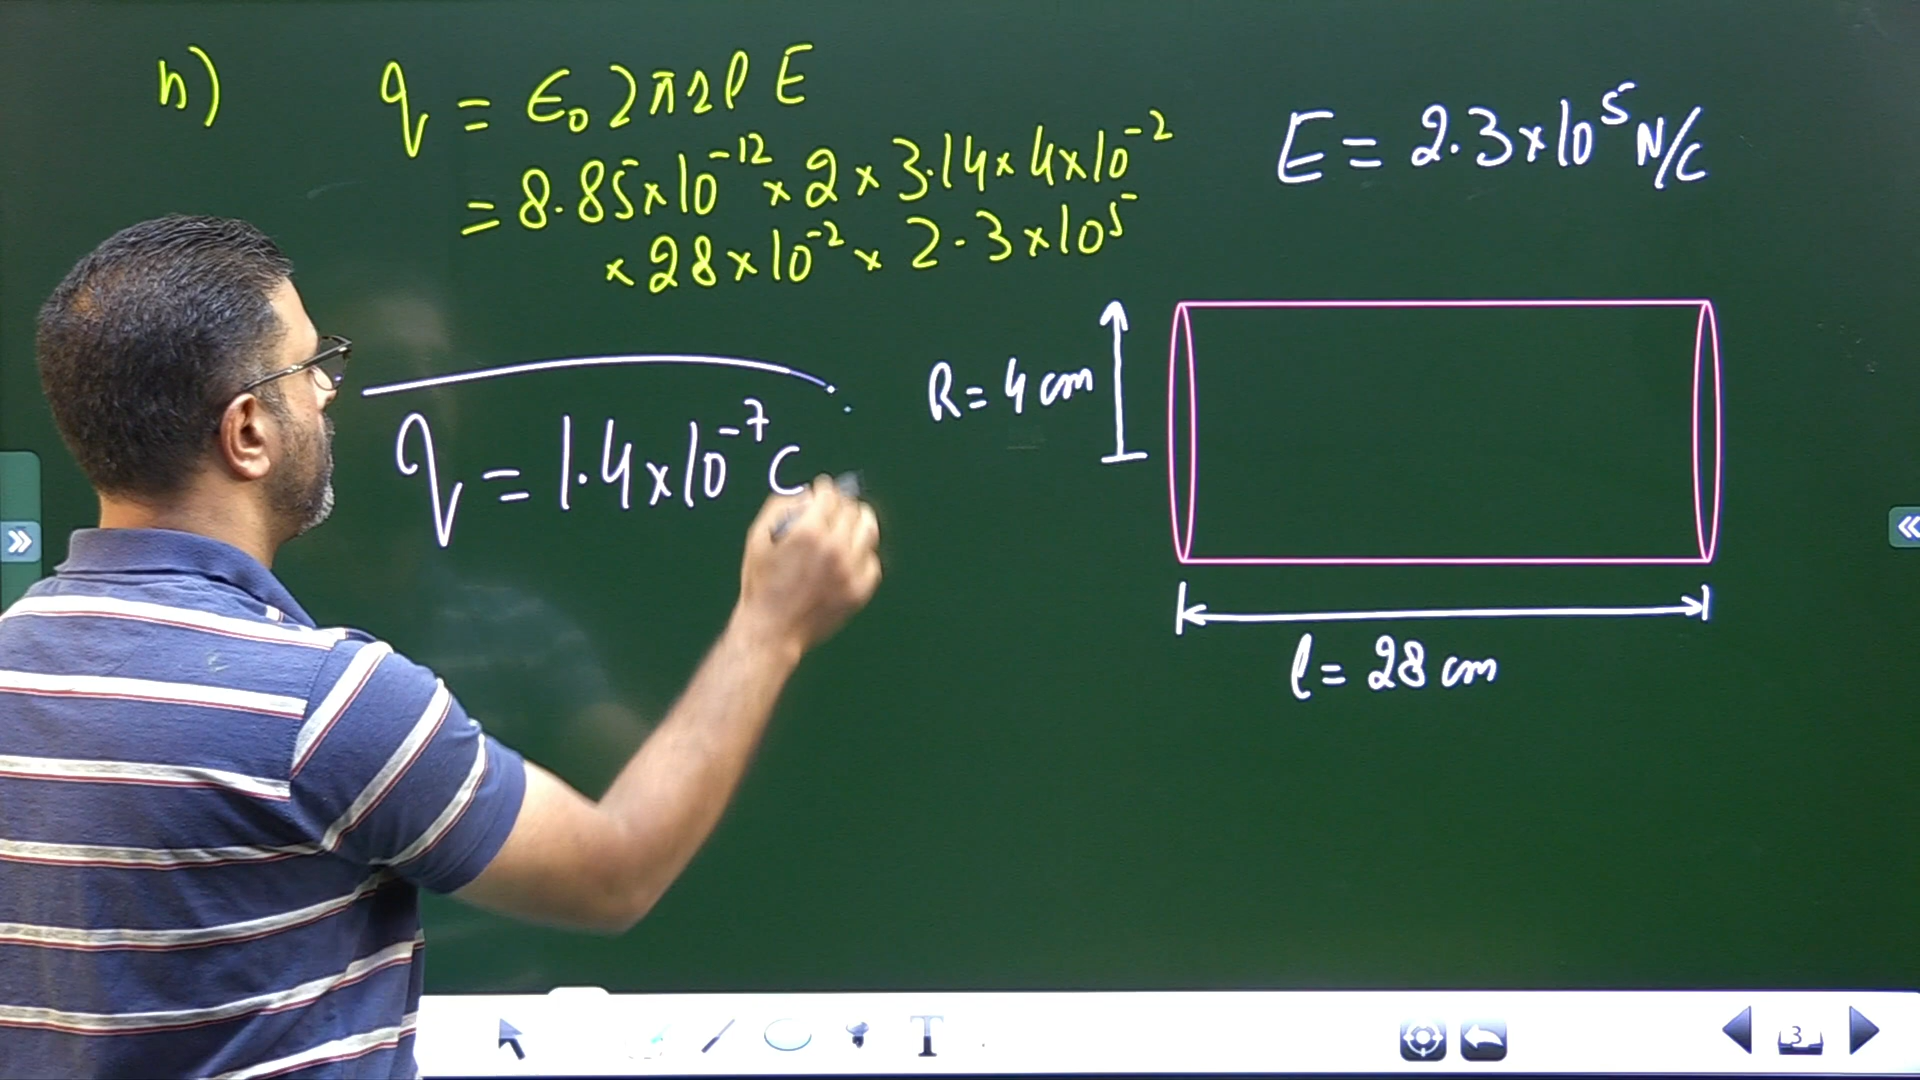 h) q = ϵ₀ 2πrl E
= 8.85×10⁻¹² × 2 × 3.14 × 4×10⁻²
× 28×10⁻² × 2.3×10⁵
q = 1.4×10⁻⁷ C
E = 2.3×10⁵ N/C
R = 4 cm
l = 28 cm
T
3